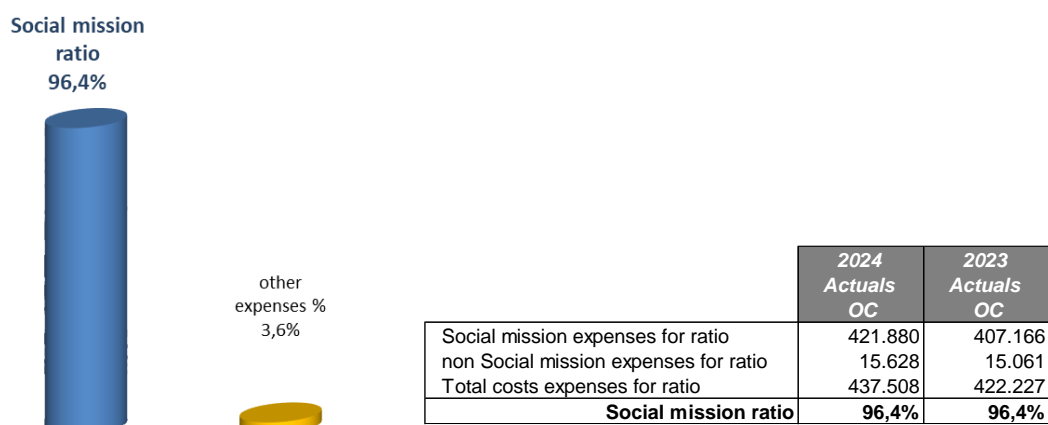 Social mission
ratio
96,4%
other
expenses %
3,6%
2024 2023
Actuals Actuals
OC OC
Social mission expenses for ratio 421.880 407.166
non Social mission expenses for ratio 15.628 15.061
Total costs expenses for ratio 437.508 422.227
Social mission ratio 96,4% 96,4%